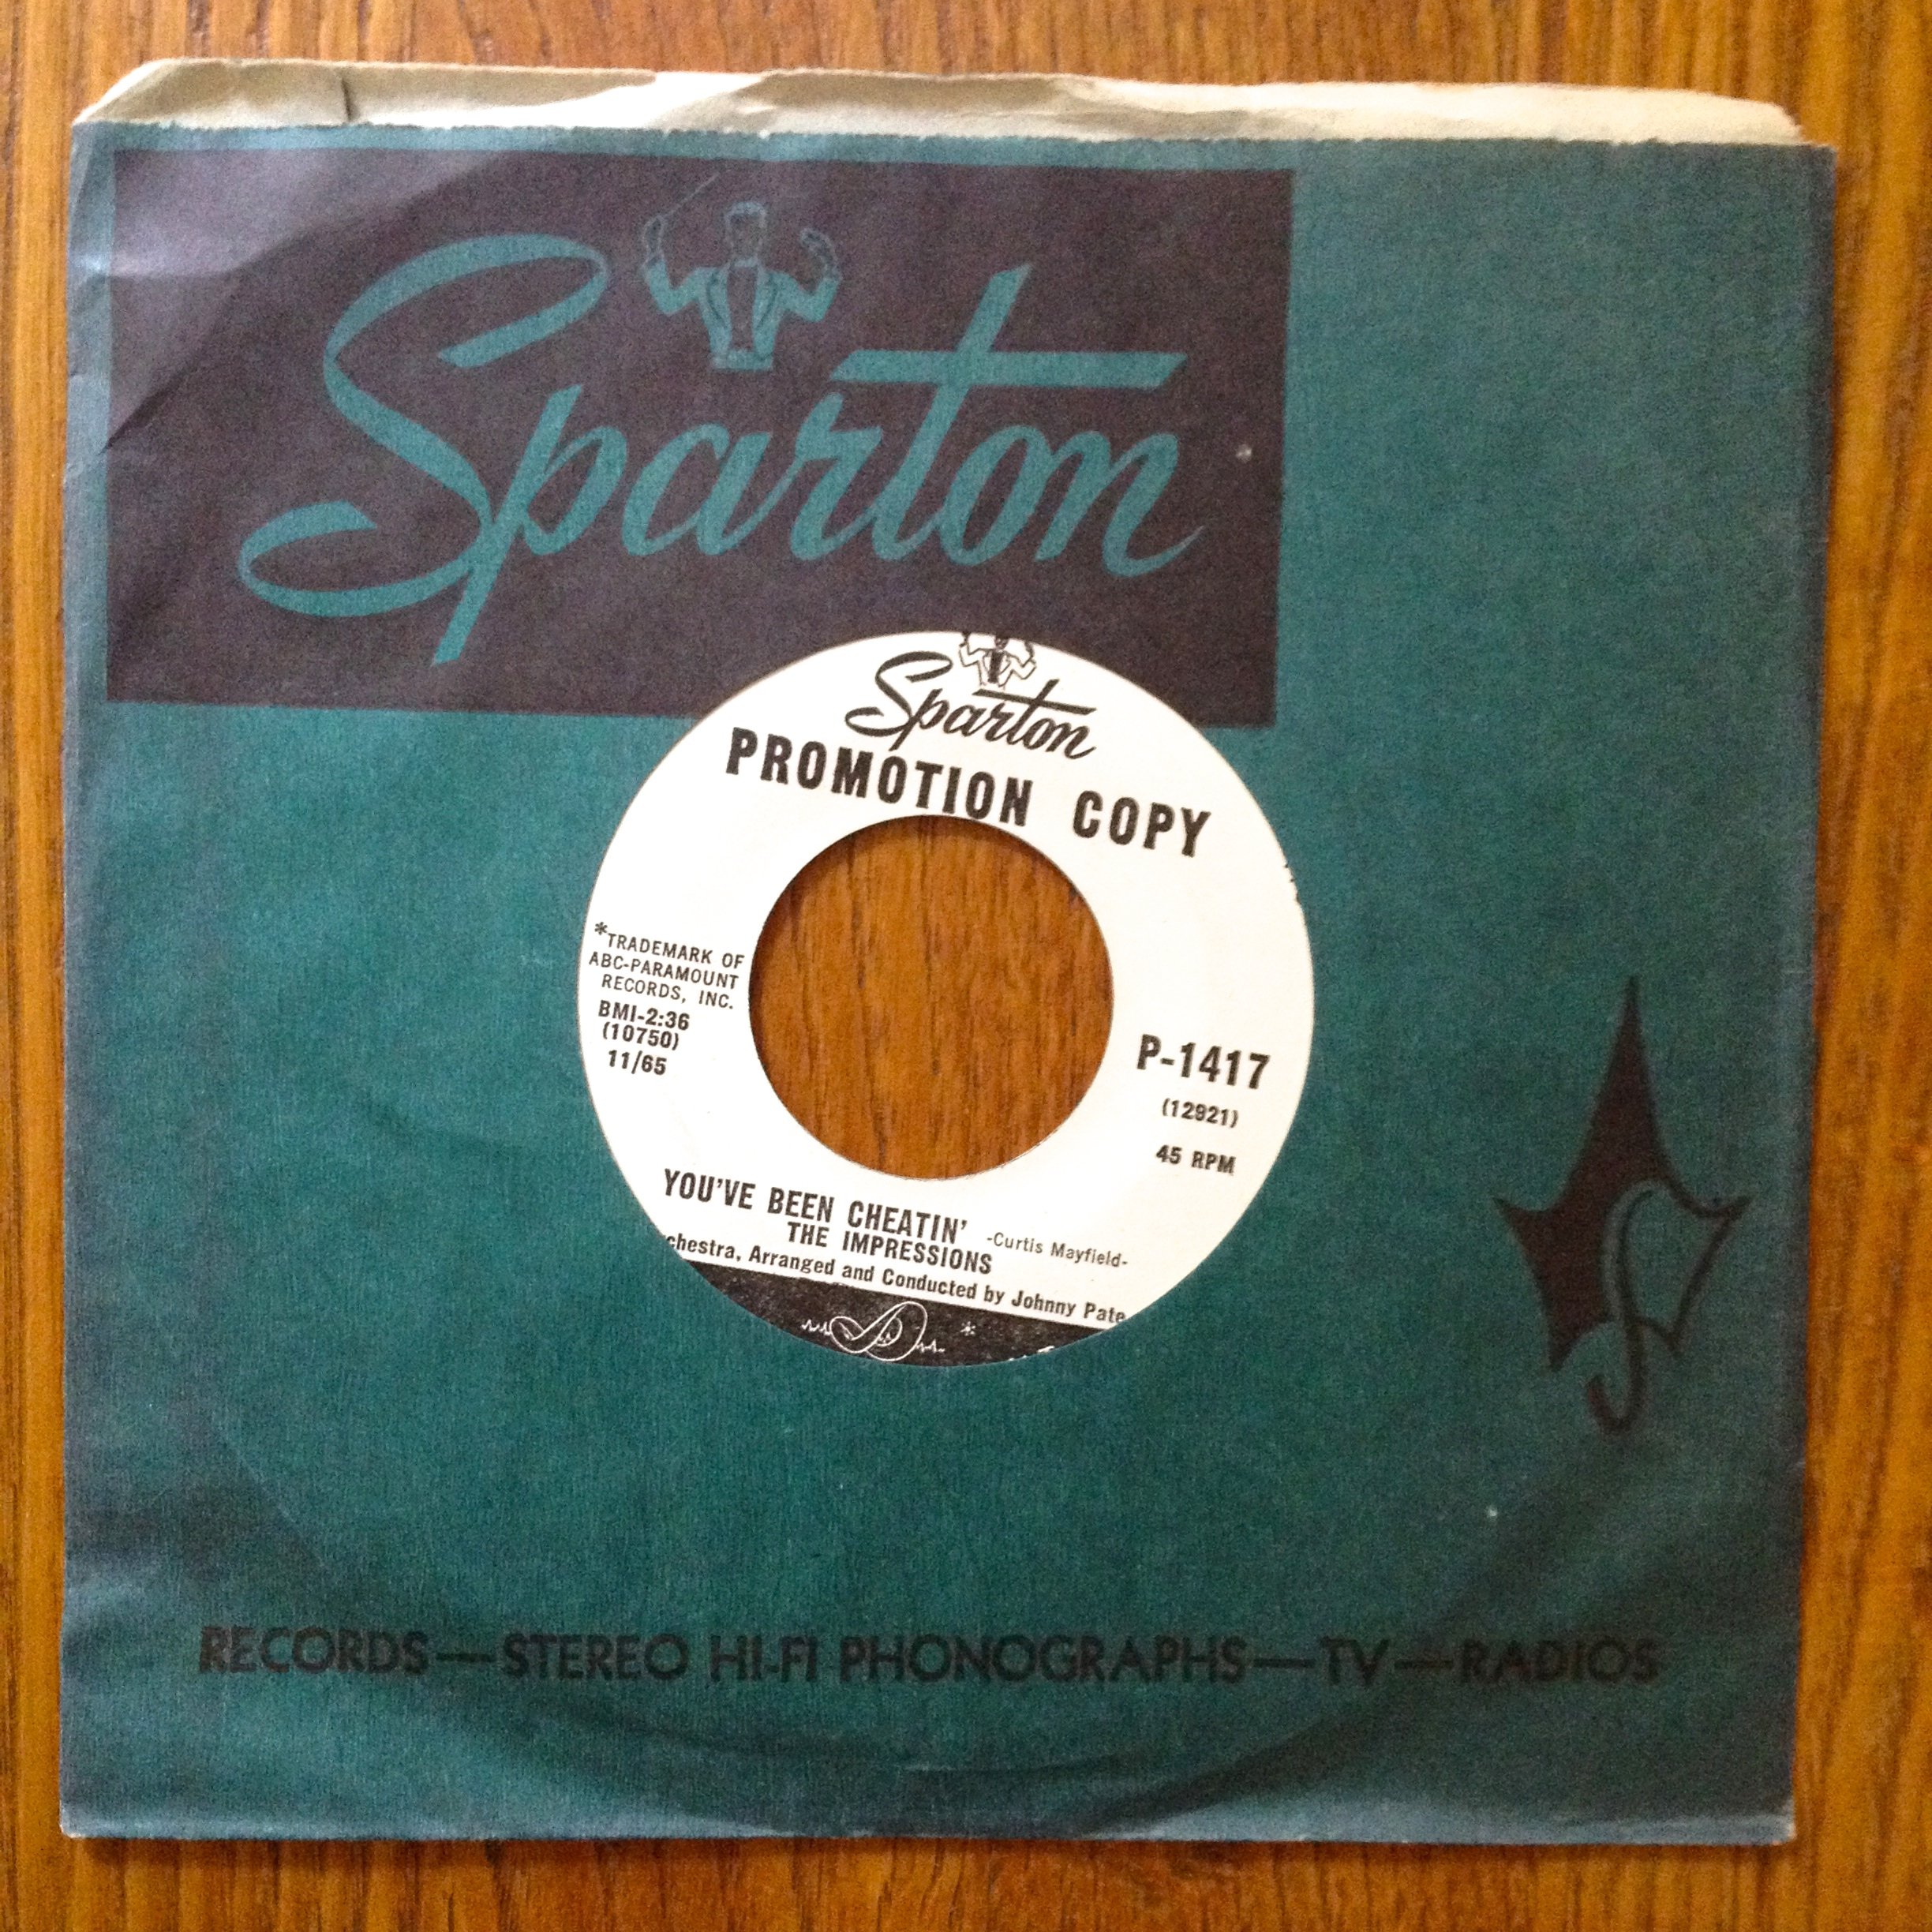 Sparton
Sparton
PROMOTION COPY
*TRADEMARK OF
ABC-PARAMOUNT
RECORDS, INC.
BMI-2:36
(10750)
11/65
P-1417
(12921)
45 RPM
YOU'VE BEEN CHEATIN' -Curtis Mayfield-
THE IMPRESSIONS
chestra, Arranged and Conducted by Johnny Pate
*
RECORDS—STEREO HI-FI PHONOGRAPHS—TV—RADIOS